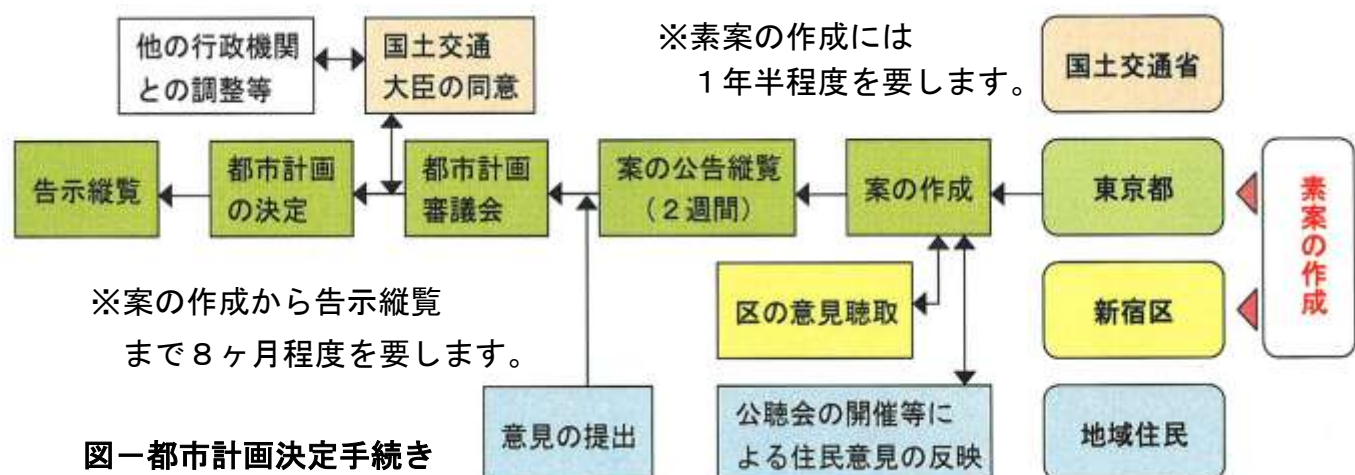 他の行政機関
との調整等
国土交通
大臣の同意
※素案の作成には
１年半程度を要します。
国土交通省
告示縦覧
都市計画
の決定
都市計画
審議会
案の公告縦覧
（２週間）
案の作成
東京都
素案の作成
※案の作成から告示縦覧
まで８ヶ月程度を要します。
区の意見聴取
新宿区
意見の提出
公聴会の開催等に
よる住民意見の反映
地域住民
図－都市計画決定手続き